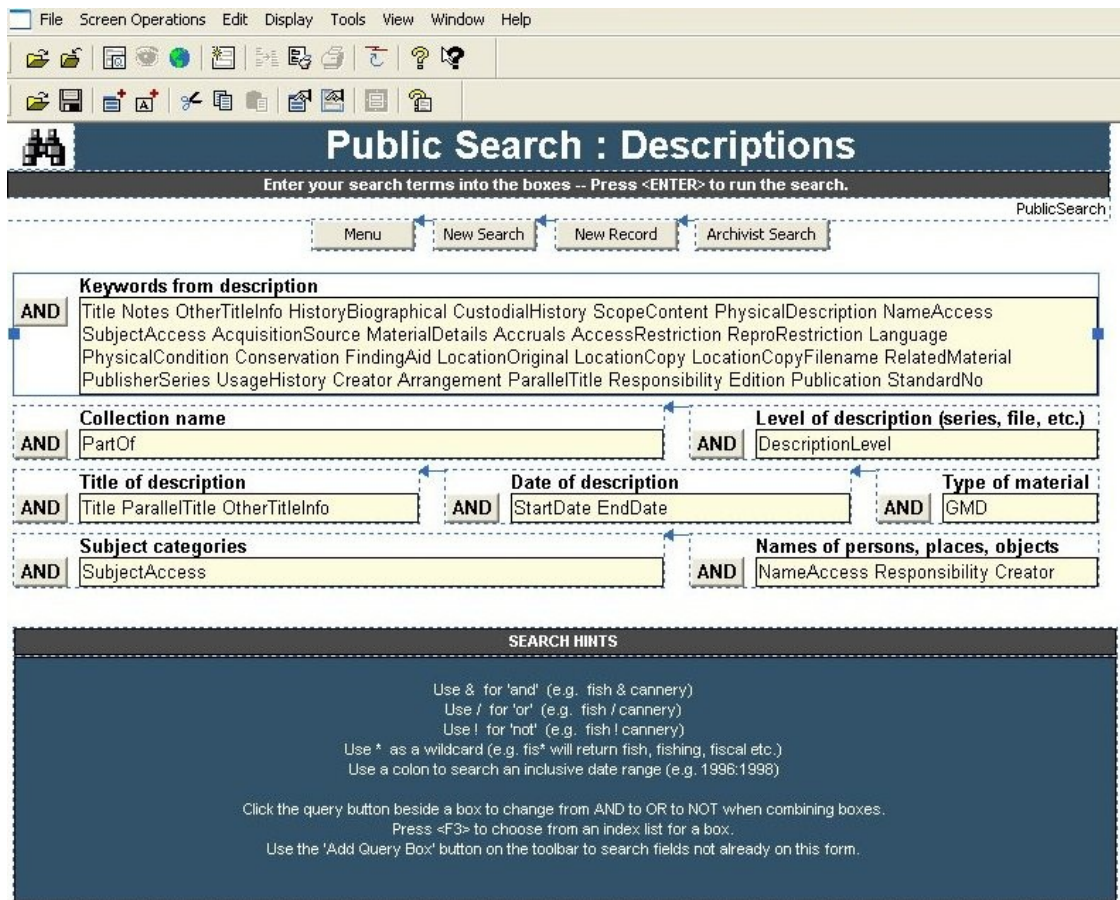 File Screen Operations Edit Display Tools View Window Help
Public Search : Descriptions
Enter your search terms into the boxes -- Press <ENTER> to run the search.
PublicSearch
Menu New Search New Record Archivist Search
Keywords from description
AND Title Notes OtherTitleInfo HistoryBiographical CustodialHistory ScopeContent PhysicalDescription NameAccess
SubjectAccess AcquisitionSource MaterialDetails Accruals AccessRestriction ReproRestriction Language
PhysicalCondition Conservation FindingAid LocationOriginal LocationCopy LocationCopyFilename RelatedMaterial
PublisherSeries UsageHistory Creator Arrangement ParallelTitle Responsibility Edition Publication StandardNo
Collection name Level of description (series, file, etc.)
AND PartOf AND DescriptionLevel
Title of description Date of description Type of material
AND Title ParallelTitle OtherTitleInfo AND StartDate EndDate AND GMD
Subject categories Names of persons, places, objects
AND SubjectAccess AND NameAccess Responsibility Creator
SEARCH HINTS
Use & for 'and' (e.g. fish & cannery)
Use / for 'or' (e.g. fish / cannery)
Use ! for 'not' (e.g. fish ! cannery)
Use * as a wildcard (e.g. fis* will return fish, fishing, fiscal etc.)
Use a colon to search an inclusive date range (e.g. 1996:1998)
Click the query button beside a box to change from AND to OR to NOT when combining boxes.
Press <F3> to choose from an index list for a box.
Use the 'Add Query Box' button on the toolbar to search fields not already on this form.